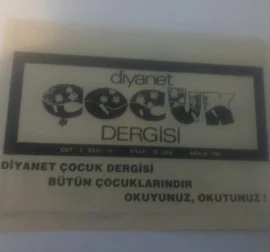 diyanet
ÇOCUK
DERGİSİ
DİYANET ÇOCUK DERGİSİ
BÜTÜN ÇOCUKLARINDIR
OKUYUNUZ, OKUTUNUZ !